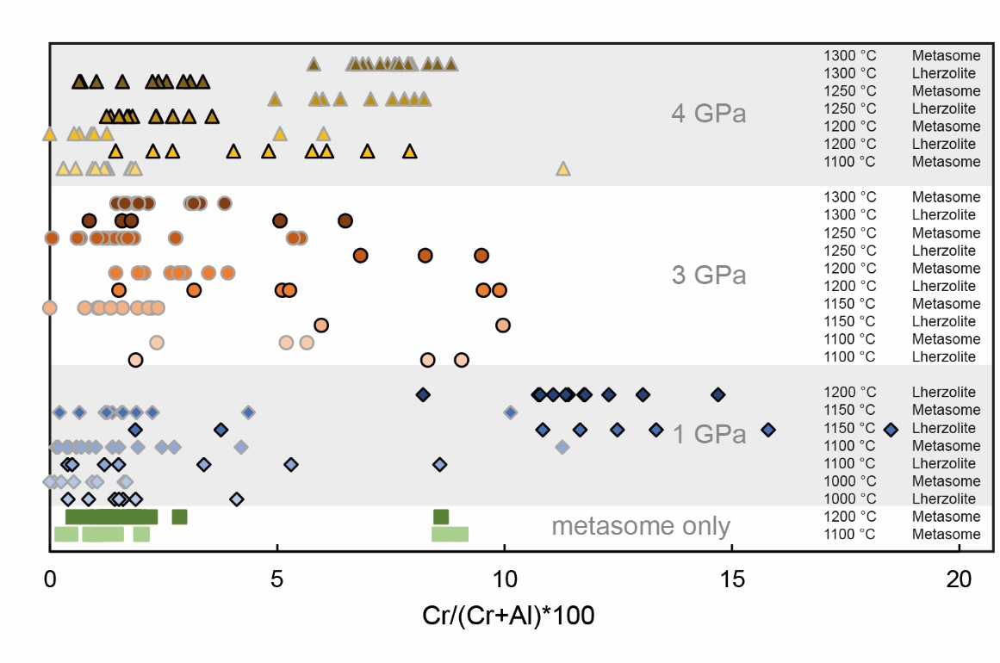 1300 °C Metasome
1300 °C Lherzolite
1250 °C Metasome
1250 °C Lherzolite
1200 °C Metasome
1200 °C Lherzolite
1100 °C Metasome
4 GPa
1300 °C Metasome
1300 °C Lherzolite
1250 °C Metasome
1250 °C Lherzolite
1200 °C Metasome
1200 °C Lherzolite
1150 °C Metasome
1150 °C Lherzolite
1100 °C Metasome
1100 °C Lherzolite
3 GPa
1200 °C Lherzolite
1150 °C Metasome
1150 °C Lherzolite
1100 °C Metasome
1100 °C Lherzolite
1000 °C Metasome
1000 °C Lherzolite
1 GPa
1200 °C Metasome
1100 °C Metasome
metasome only
0 5 10 15 20
Cr/(Cr+Al)*100